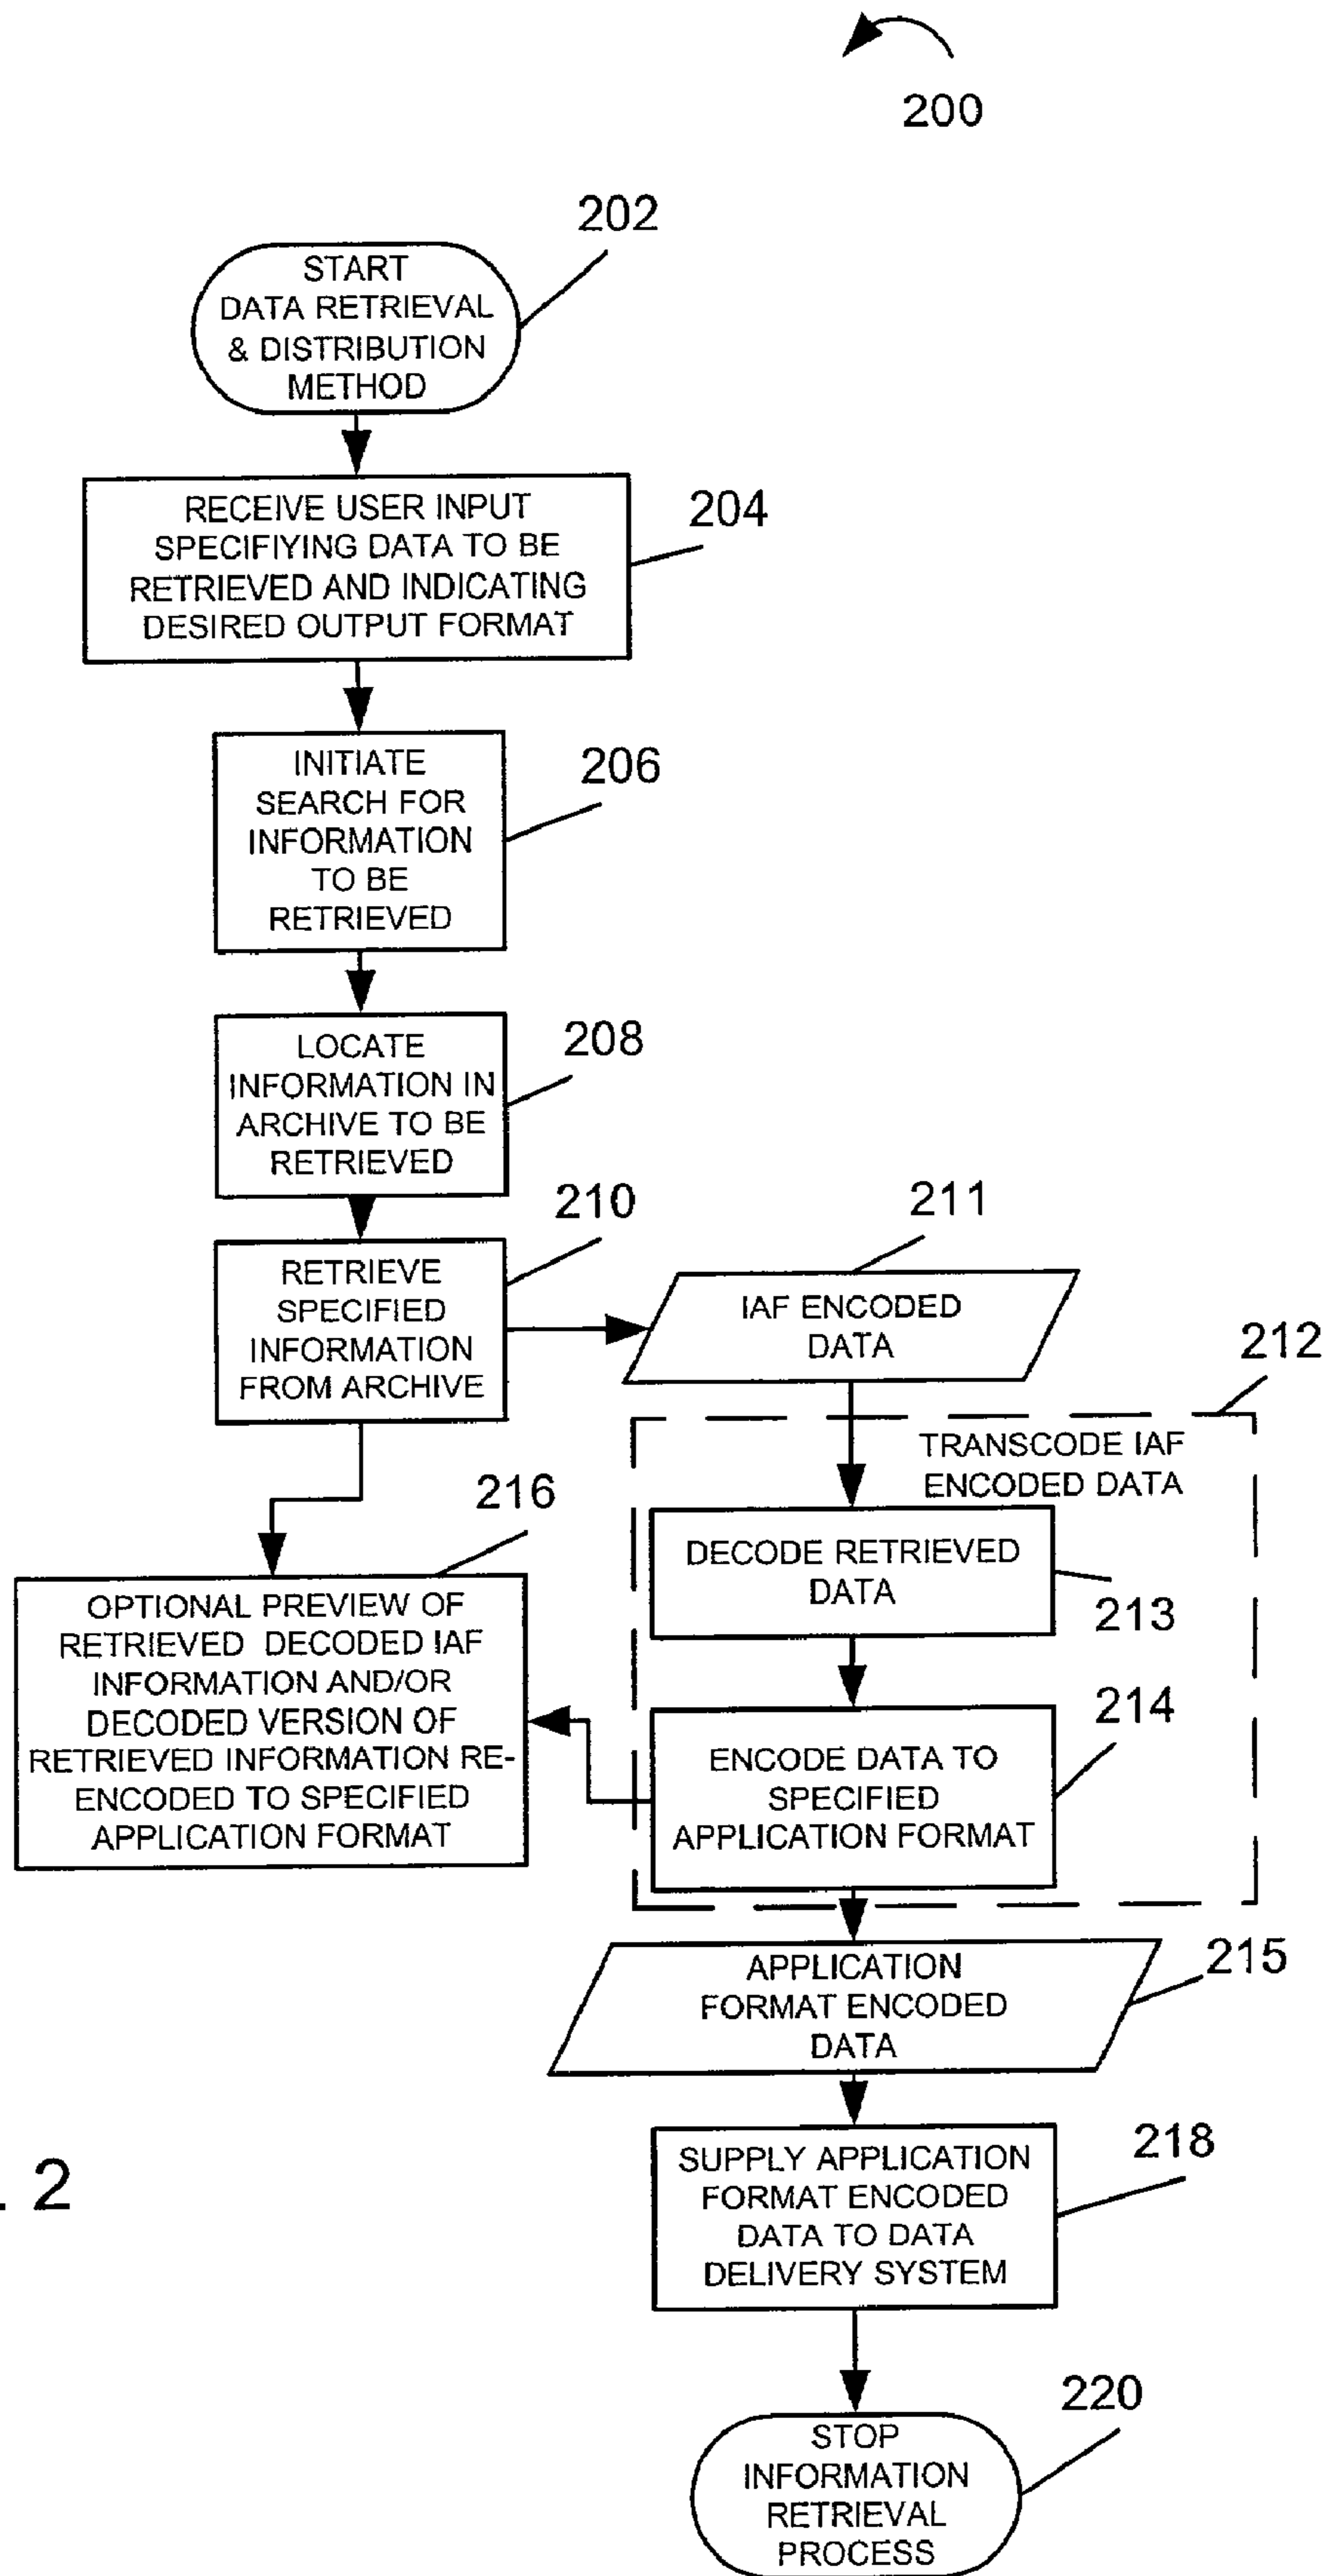 200
202
START
DATA RETRIEVAL
& DISTRIBUTION
METHOD
204
RECEIVE USER INPUT
SPECIFIYING DATA TO BE
RETRIEVED AND INDICATING
DESIRED OUTPUT FORMAT
206
INITIATE
SEARCH FOR
INFORMATION
TO BE
RETRIEVED
208
LOCATE
INFORMATION IN
ARCHIVE TO BE
RETRIEVED
210
RETRIEVE
SPECIFIED
INFORMATION
FROM ARCHIVE
211
IAF ENCODED
DATA
212
TRANSCODE IAF
ENCODED DATA
DECODE RETRIEVED
DATA
213
216
OPTIONAL PREVIEW OF
RETRIEVED DECODED IAF
INFORMATION AND/OR
DECODED VERSION OF
RETRIEVED INFORMATION RE-
ENCODED TO SPECIFIED
APPLICATION FORMAT
214
ENCODE DATA TO
SPECIFIED
APPLICATION FORMAT
215
APPLICATION
FORMAT ENCODED
DATA
218
SUPPLY APPLICATION
FORMAT ENCODED
DATA TO DATA
DELIVERY SYSTEM
. 2
220
STOP
INFORMATION
RETRIEVAL
PROCESS